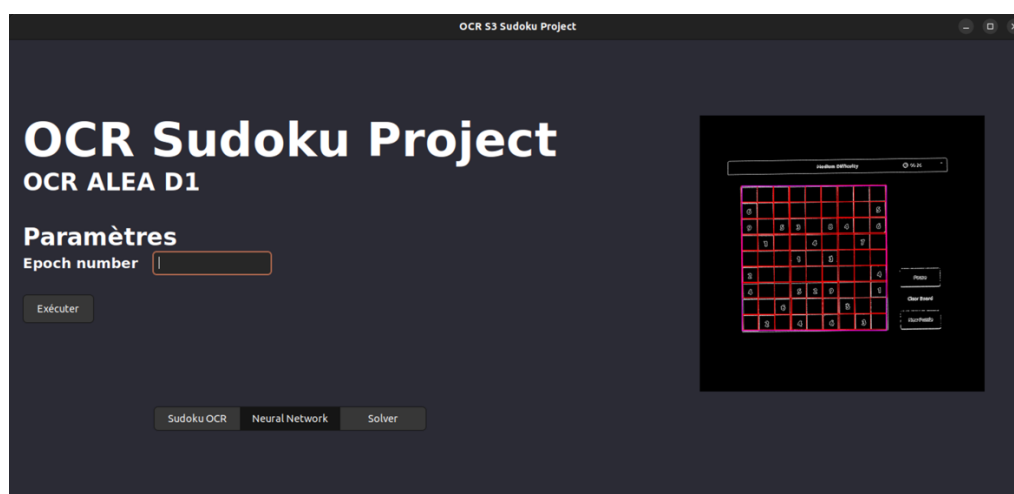 OCR S3 Sudoku Project
OCR Sudoku Project
OCR ALEA D1
Paramètres
Epoch number
Exécuter
Sudoku OCR Neural Network Solver
Medium Difficulty
Pause
Clear Board